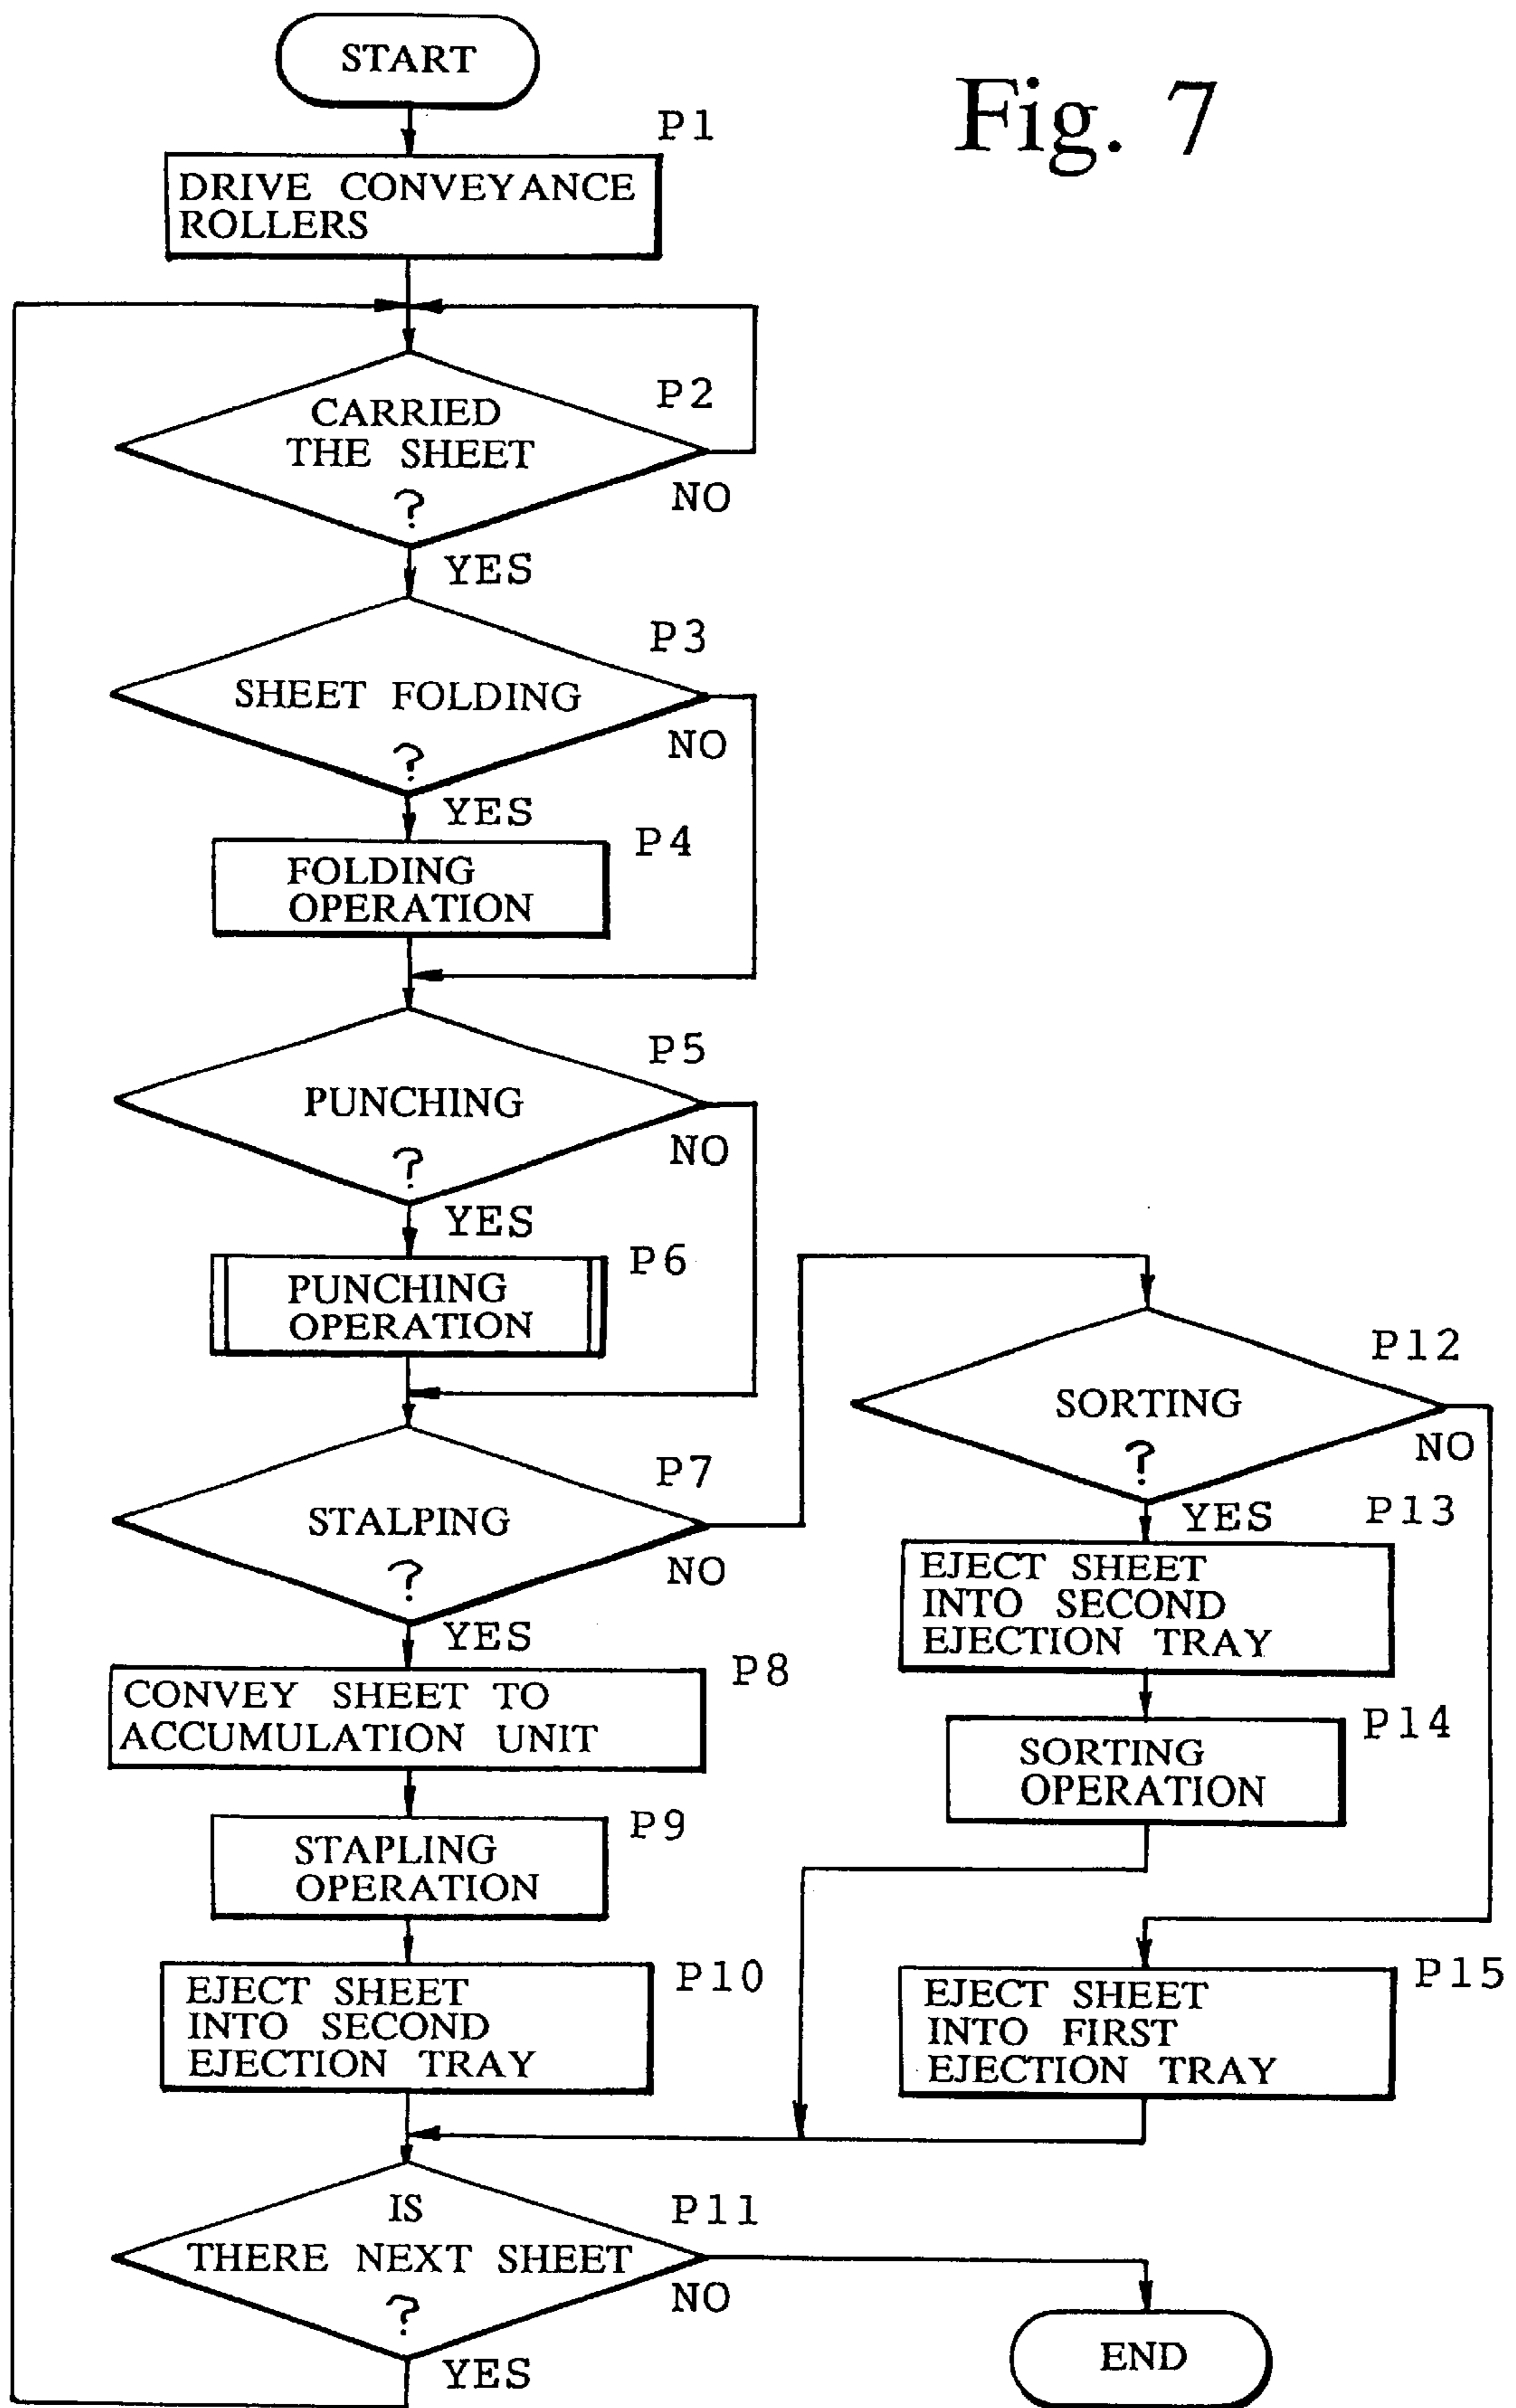 START
Fig. 7
P1
DRIVE CONVEYANCE
ROLLERS
P2
CARRIED
THE SHEET
?
NO
YES
P3
SHEET FOLDING
?
NO
YES
P4
FOLDING
OPERATION
P5
PUNCHING
?
NO
YES
P6
PUNCHING
OPERATION
P7
STALPING
?
NO
YES
P8
CONVEY SHEET TO
ACCUMULATION UNIT
P9
STAPLING
OPERATION
P10
EJECT SHEET
INTO SECOND
EJECTION TRAY
P12
SORTING
?
NO
YES
P13
EJECT SHEET
INTO SECOND
EJECTION TRAY
P14
SORTING
OPERATION
P15
EJECT SHEET
INTO FIRST
EJECTION TRAY
P11
IS
THERE NEXT SHEET
?
NO
YES
END